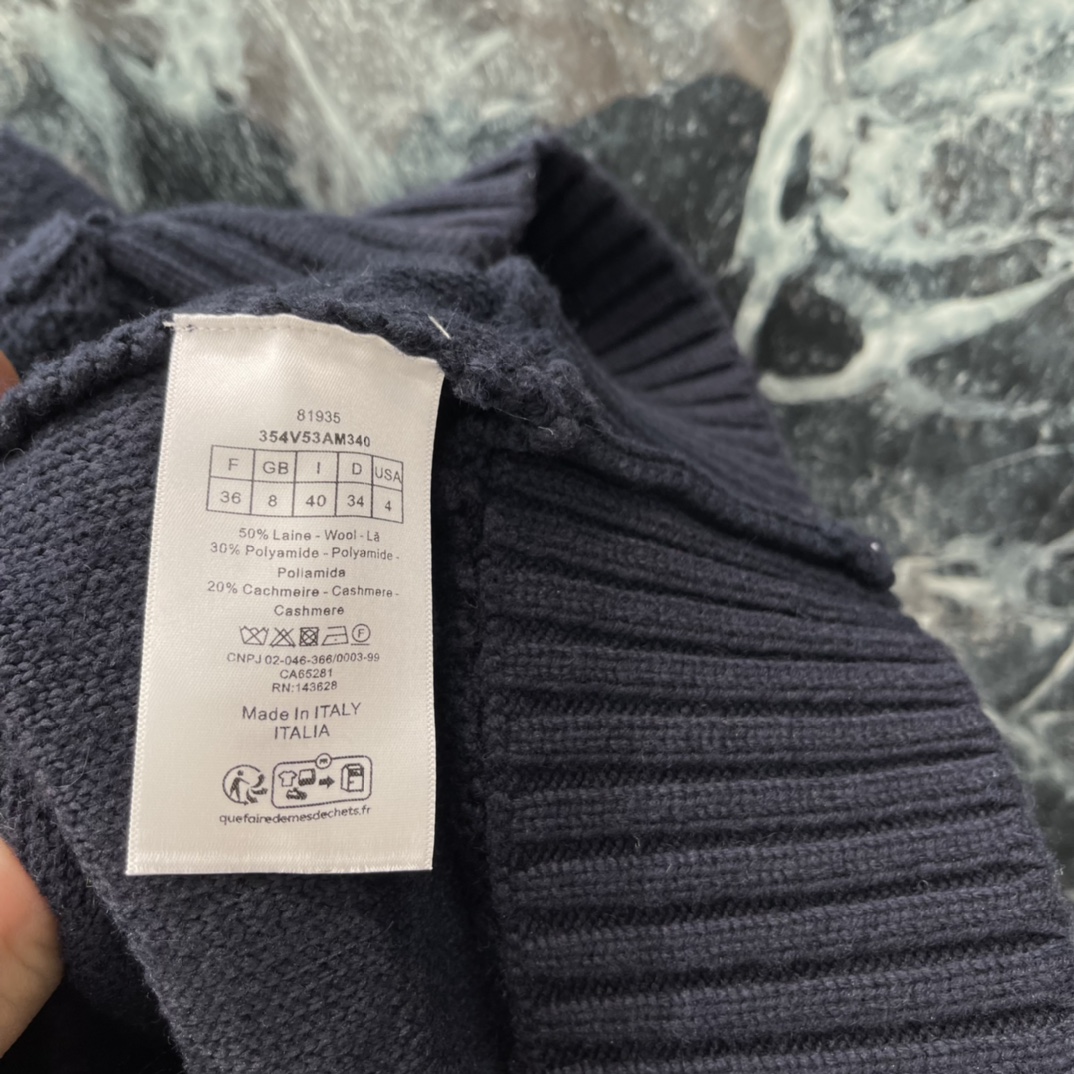 81935
354V53AM340
F GB I D USA
36 8 40 34 4
50% Laine - Wool - Lã
30% Polyamide - Polyamide -
Poliamida
20% Cachmeire - Cashmere -
Cashmere
F
CNPJ 02-046-366/0003-99
CA65281
RN:143628
Made In ITALY
ITALIA
FR
quefairedemesdechets.fr